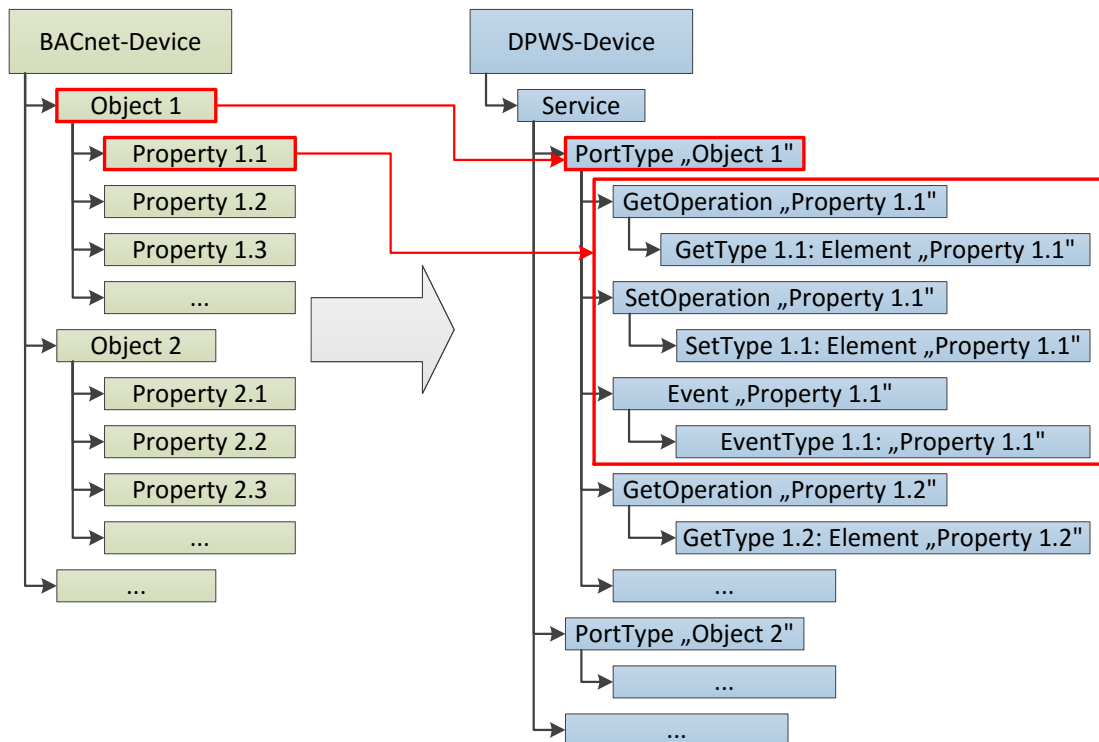 BACnet-Device
Object 1
Property 1.1
Property 1.2
Property 1.3
...
Object 2
Property 2.1
Property 2.2
Property 2.3
...
...
DPWS-Device
Service
PortType „Object 1"
GetOperation „Property 1.1"
GetType 1.1: Element „Property 1.1"
SetOperation „Property 1.1"
SetType 1.1: Element „Property 1.1"
Event „Property 1.1"
EventType 1.1: „Property 1.1"
GetOperation „Property 1.2"
GetType 1.2: Element „Property 1.2"
...
PortType „Object 2"
...
...